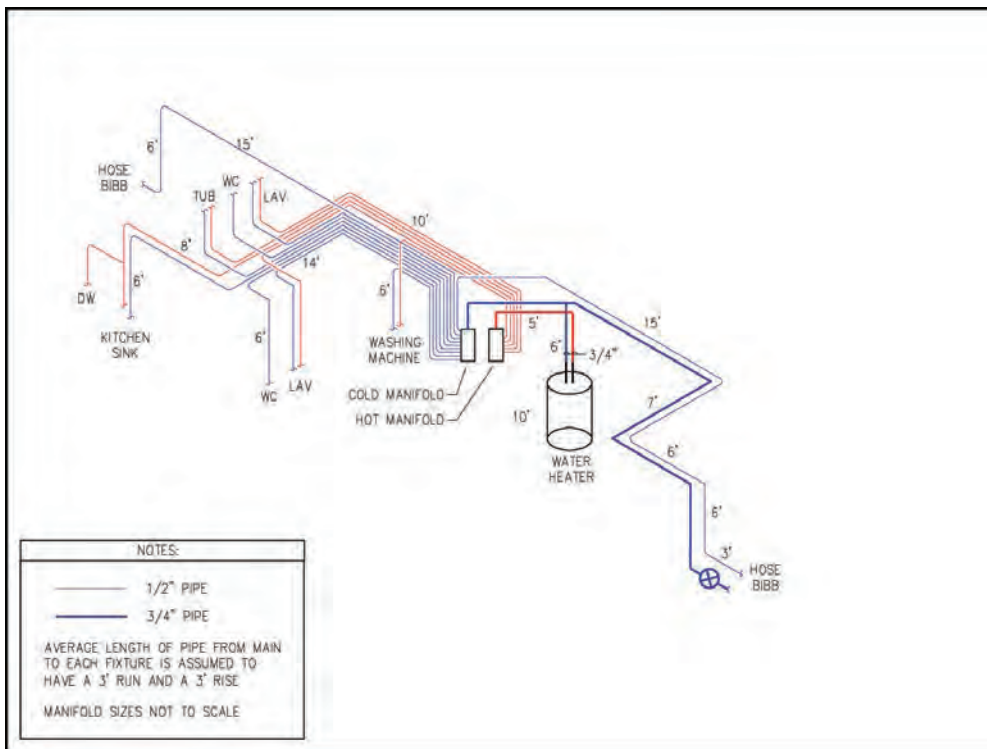 15'
6'
HOSE
BIBB
WC
TUB
LAV
10'
8'
14'
6'
DW
KITCHEN
SINK
6'
WC
LAV
6'
WASHING
MACHINE
5'
6'
3/4"
15'
COLD MANIFOLD
HOT MANIFOLD
10'
WATER
HEATER
7'
6'
6'
3'
HOSE
BIBB
NOTES:
1/2" PIPE
3/4" PIPE
AVERAGE LENGTH OF PIPE FROM MAIN
TO EACH FIXTURE IS ASSUMED TO
HAVE A 3' RUN AND A 3' RISE
MANIFOLD SIZES NOT TO SCALE